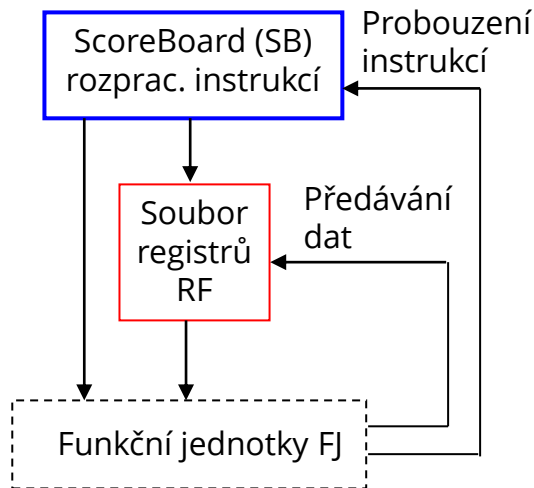 ScoreBoard (SB)
rozprac. instrukcí
Probouzení
instrukcí
Soubor
registrů
RF
Předávání
dat
Funkční jednotky FJ